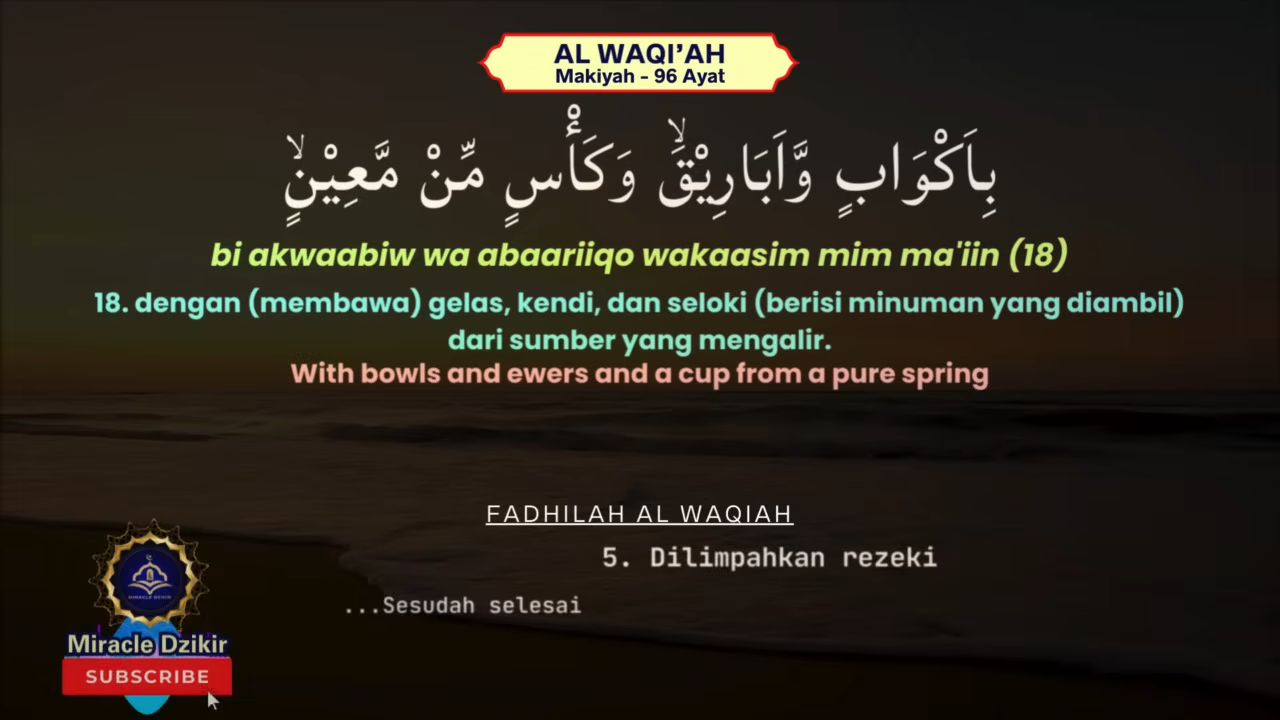 AL WAQI'AH
Makiyah - 96 Ayat
بِاَكْوَابٍ وَّاَبَارِيْقَۙ وَكَأْسٍ مِّنْ مَّعِيْنٍۙ
bi akwaabiw wa abaariiqo wakaasim mim ma'iin (18)
18. dengan (membawa) gelas, kendi, dan seloki (berisi minuman yang diambil)
dari sumber yang mengalir.
With bowls and ewers and a cup from a pure spring
FADHILAH AL WAQIAH
5. Dilimpahkan rezeki
...Sesudah selesai
MIRACLE DZIKIR
Miracle Dzikir
SUBSCRIBE